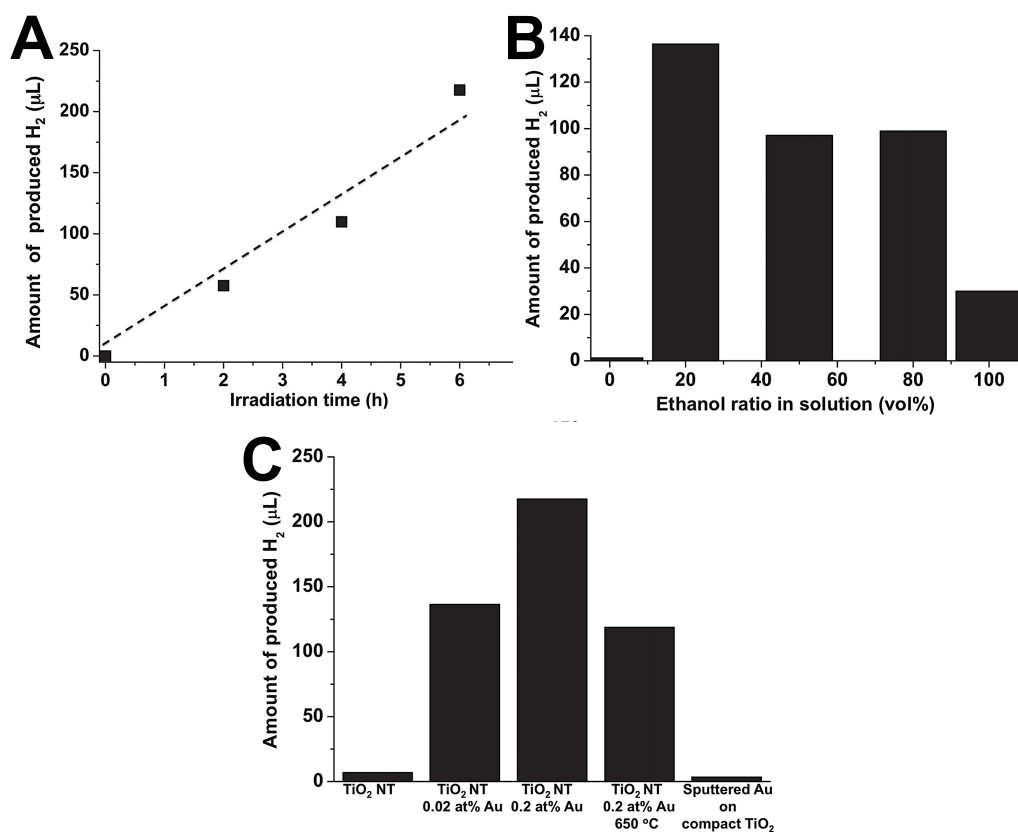 A
250
200
150
100
50
0
Amount of produced H2 (μL)
0 1 2 3 4 5 6
Irradiation time (h)
B
140
120
100
80
60
40
20
0
Amount of produced H2 (μL)
0 20 40 60 80 100
Ethanol ratio in solution (vol%)
C
250
200
150
100
50
0
Amount of produced H2 (μL)
TiO2 NT
TiO2 NT
0.02 at% Au
TiO2 NT
0.2 at% Au
TiO2 NT
0.2 at% Au
650 °C
Sputtered Au
on
compact TiO2